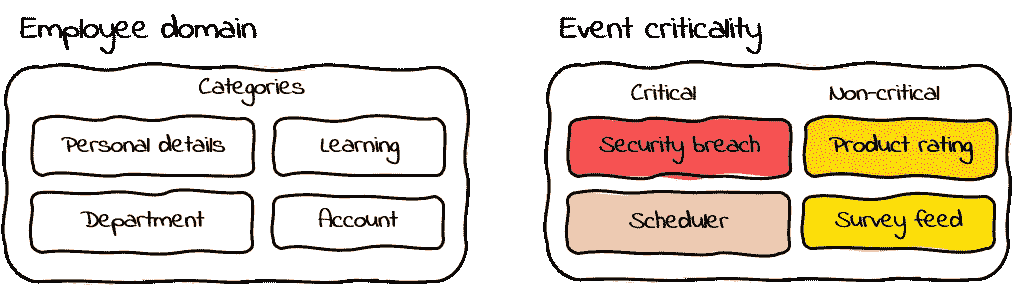 Employee domain
Categories
Personal details
Learning
Department
Account
Event criticality
Critical
Non-critical
Security breach
Product rating
Scheduler
Survey feed